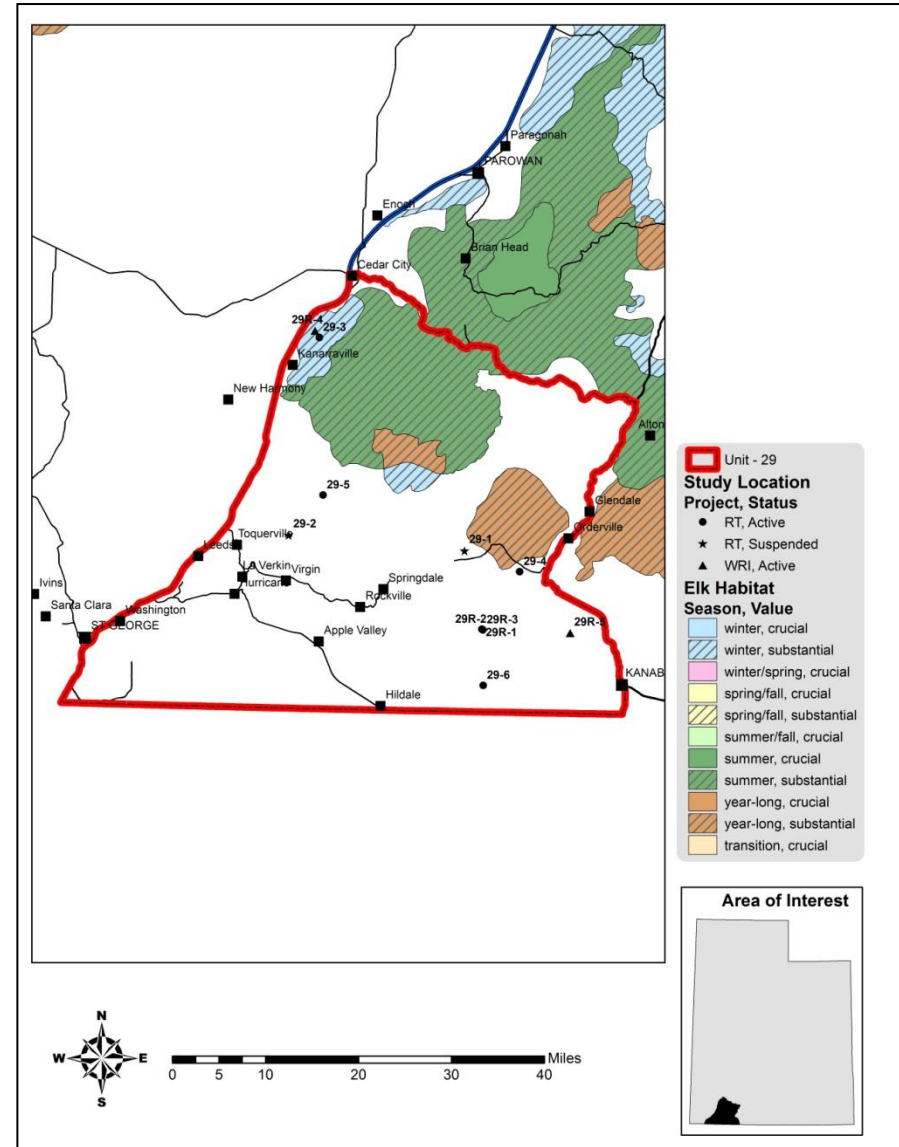 Paragonah
PAROWAN
Enoch
Brian Head
Cedar City
29R-4
29-3
Kanarraville
New Harmony
Alton
29-5
Glendale
29-2
Orderville
Toquerville
29-1
Leeds
29-4
La Verkin
Virgin
Springdale
Ivins
Hurricane
Rockville
Santa Clara
Washington
29R-2
29R-3
29R-5
ST GEORGE
29R-1
Apple Valley
29-6
KANAB
Hildale
Unit - 29
Study Location
Project, Status
RT, Active
RT, Suspended
WRI, Active
Elk Habitat
Season, Value
winter, crucial
winter, substantial
winter/spring, crucial
spring/fall, crucial
spring/fall, substantial
summer/fall, crucial
summer, crucial
summer, substantial
year-long, crucial
year-long, substantial
transition, crucial
Area of Interest
N
W E
S
Miles
0 5 10 20 30 40